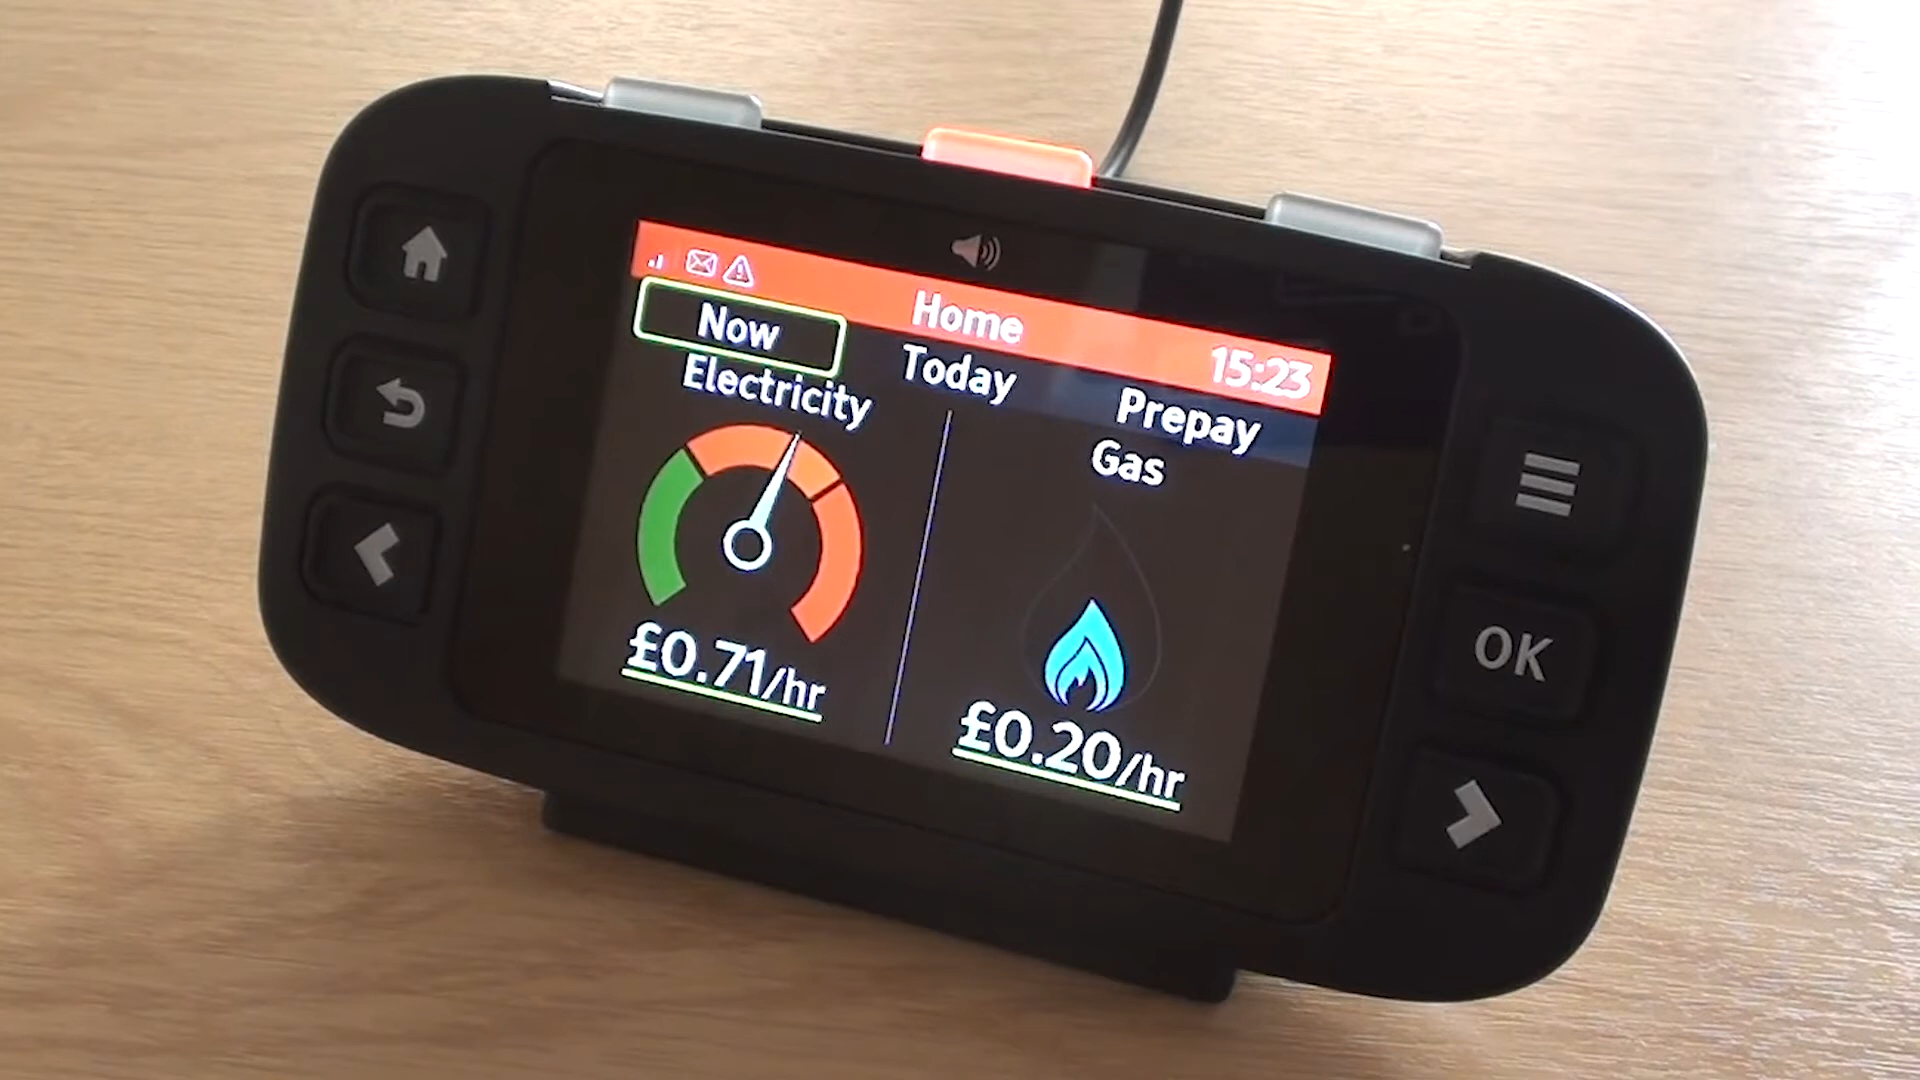 Home
15:23
Now
Today
Prepay
Electricity
Gas
£0.71/hr
£0.20/hr
OK